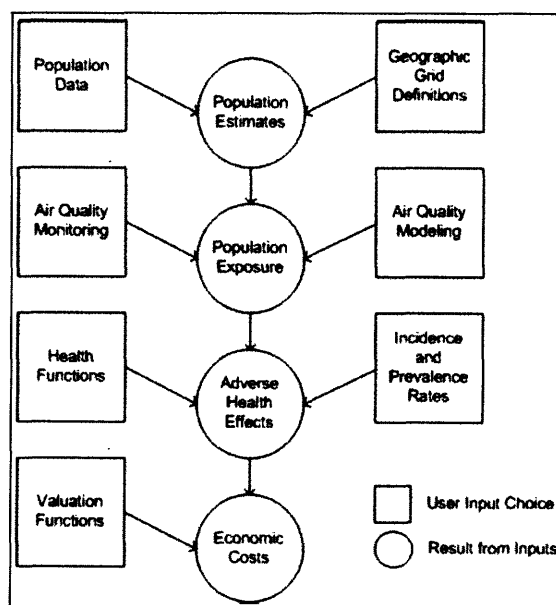 Population
Data
Population
Estimates
Geographic
Grid
Definitions
Air Quality
Monitoring
Population
Exposure
Air Quality
Modeling
Health
Functions
Adverse
Health
Effects
Incidence
and
Prevalence
Rates
Valuation
Functions
Economic
Costs
User Input Choice
Result from Inputs